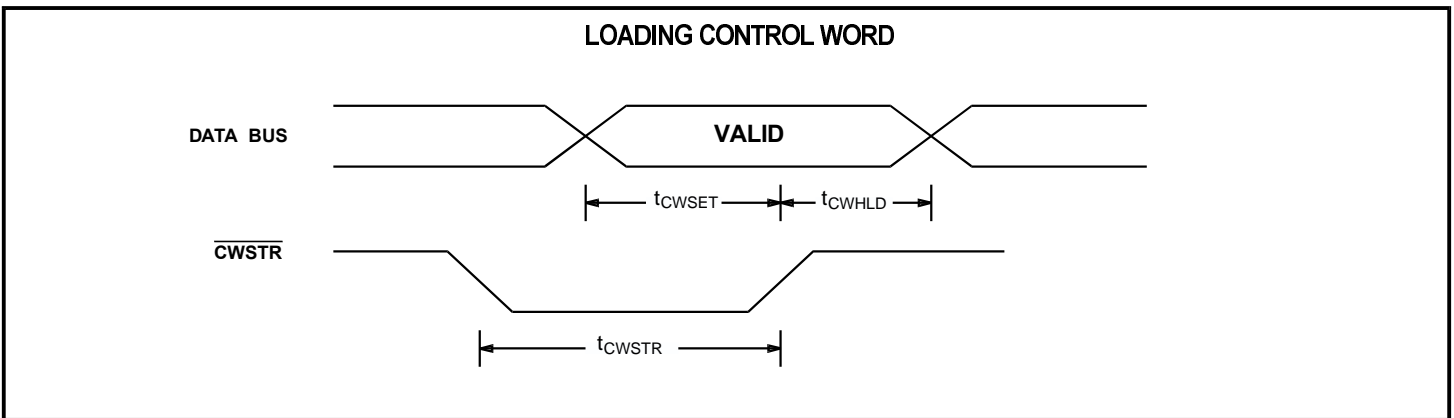 LOADING CONTROL WORD
DATA BUS
VALID
tCWSET
tCWHLD
CWSTR
tCWSTR